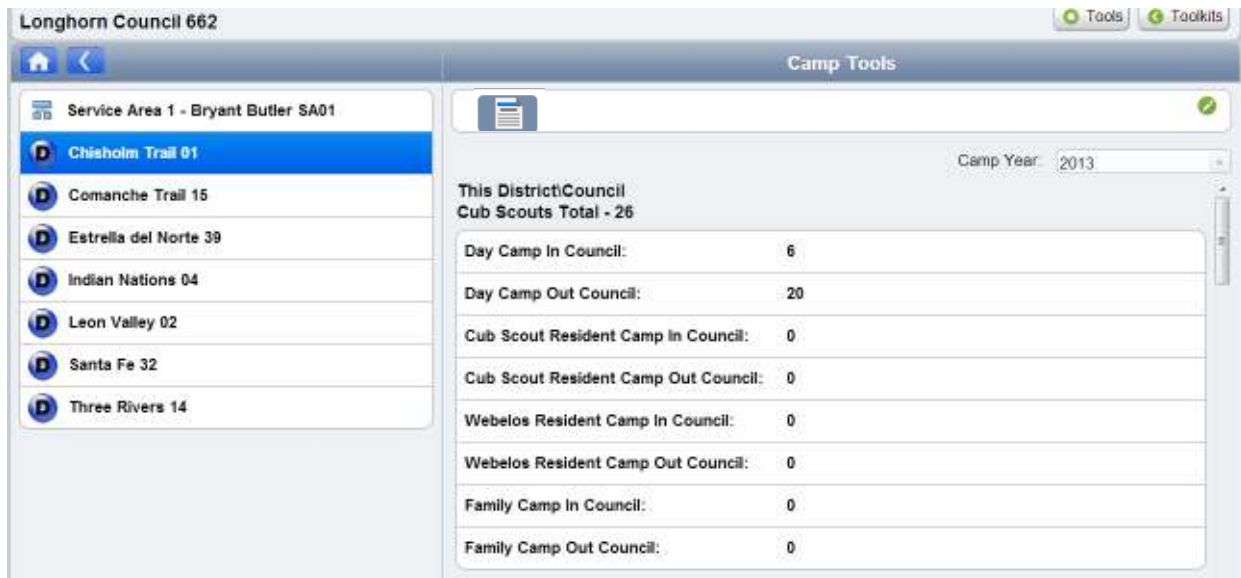 Longhorn Council 662
Tools
Toolkits
Camp Tools
Service Area 1 - Bryant Butler SA01
D Chisholm Trail 01
D Comanche Trail 15
D Estrella del Norte 39
D Indian Nations 04
D Leon Valley 02
D Santa Fe 32
D Three Rivers 14
Camp Year: 2013
This District\Council
Cub Scouts Total - 26
Day Camp In Council: 6
Day Camp Out Council: 20
Cub Scout Resident Camp In Council: 0
Cub Scout Resident Camp Out Council: 0
Webelos Resident Camp In Council: 0
Webelos Resident Camp Out Council: 0
Family Camp In Council: 0
Family Camp Out Council: 0